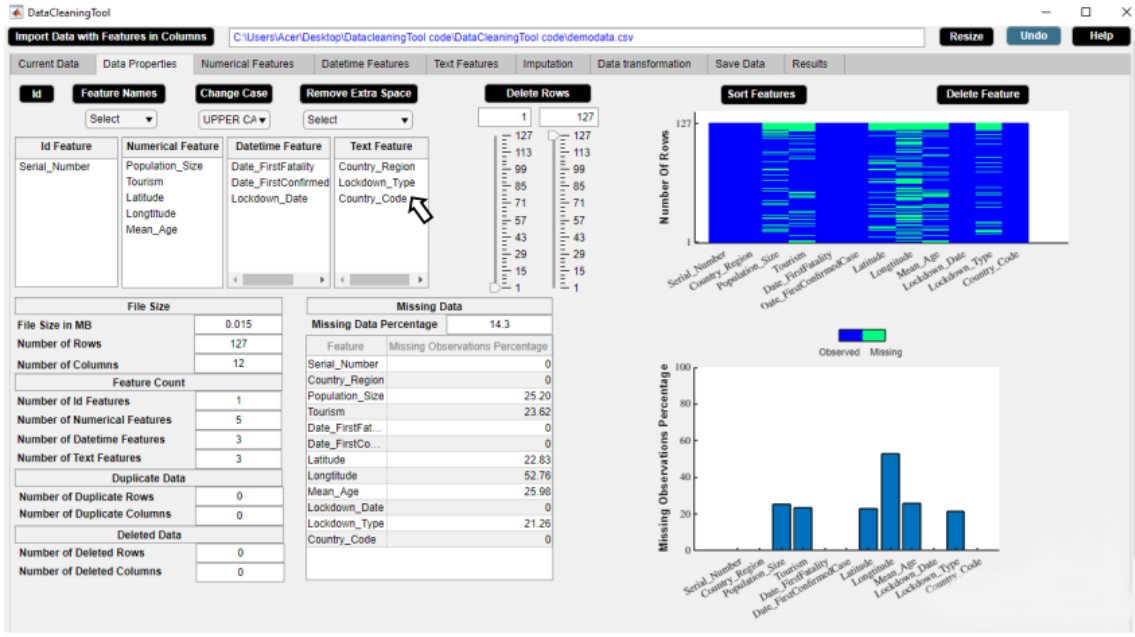 DataCleaningTool
Import Data with Features in Columns
C:\Users\Acer\Desktop\DatacleaningTool code\DataCleaningTool code\demodata.csv
Resize Undo Help
Current Data Data Properties Numerical Features Datetime Features Text Features Imputation Data transformation Save Data Results
Id Feature Names Change Case Remove Extra Space Delete Rows Sort Features Delete Feature
Select UPPER CA Select 1 127
Id Feature Numerical Feature Datetime Feature Text Feature
Serial_Number Population_Size Date_FirstFatality Country_Region
Tourism Date_FirstConfirmed Lockdown_Type
Latitude Lockdown_Date Country_Code
Longtitude
Mean_Age
127 127
113 113
99 99
85 85
71 71
57 57
43 43
29 29
15 15
1 1
Number Of Rows
127
1
Serial_Number Country_Region Population_Size Tourism Date_FirstFatality Date_FirstConfirmedCase Latitude Longtitude Mean_Age Lockdown_Date Lockdown_Type Country_Code
Observed Missing
File Size
File Size in MB 0.015
Number of Rows 127
Number of Columns 12
Feature Count
Number of Id Features 1
Number of Numerical Features 5
Number of Datetime Features 3
Number of Text Features 3
Duplicate Data
Number of Duplicate Rows 0
Number of Duplicate Columns 0
Deleted Data
Number of Deleted Rows 0
Number of Deleted Columns 0
Missing Data
Missing Data Percentage 14.3
Feature Missing Observations Percentage
Serial_Number 0
Country_Region 0
Population_Size 25.20
Tourism 23.62
Date_FirstFat... 0
Date_FirstCo... 0
Latitude 22.83
Longtitude 52.76
Mean_Age 25.98
Lockdown_Date 0
Lockdown_Type 21.26
Country_Code 0
Missing Observations Percentage
100
80
60
40
20
0
Serial_Number Country_Region Population_Size Tourism Date_FirstFatality Date_FirstConfirmedCase Latitude Longtitude Mean_Age Lockdown_Date Lockdown_Type Country_Code